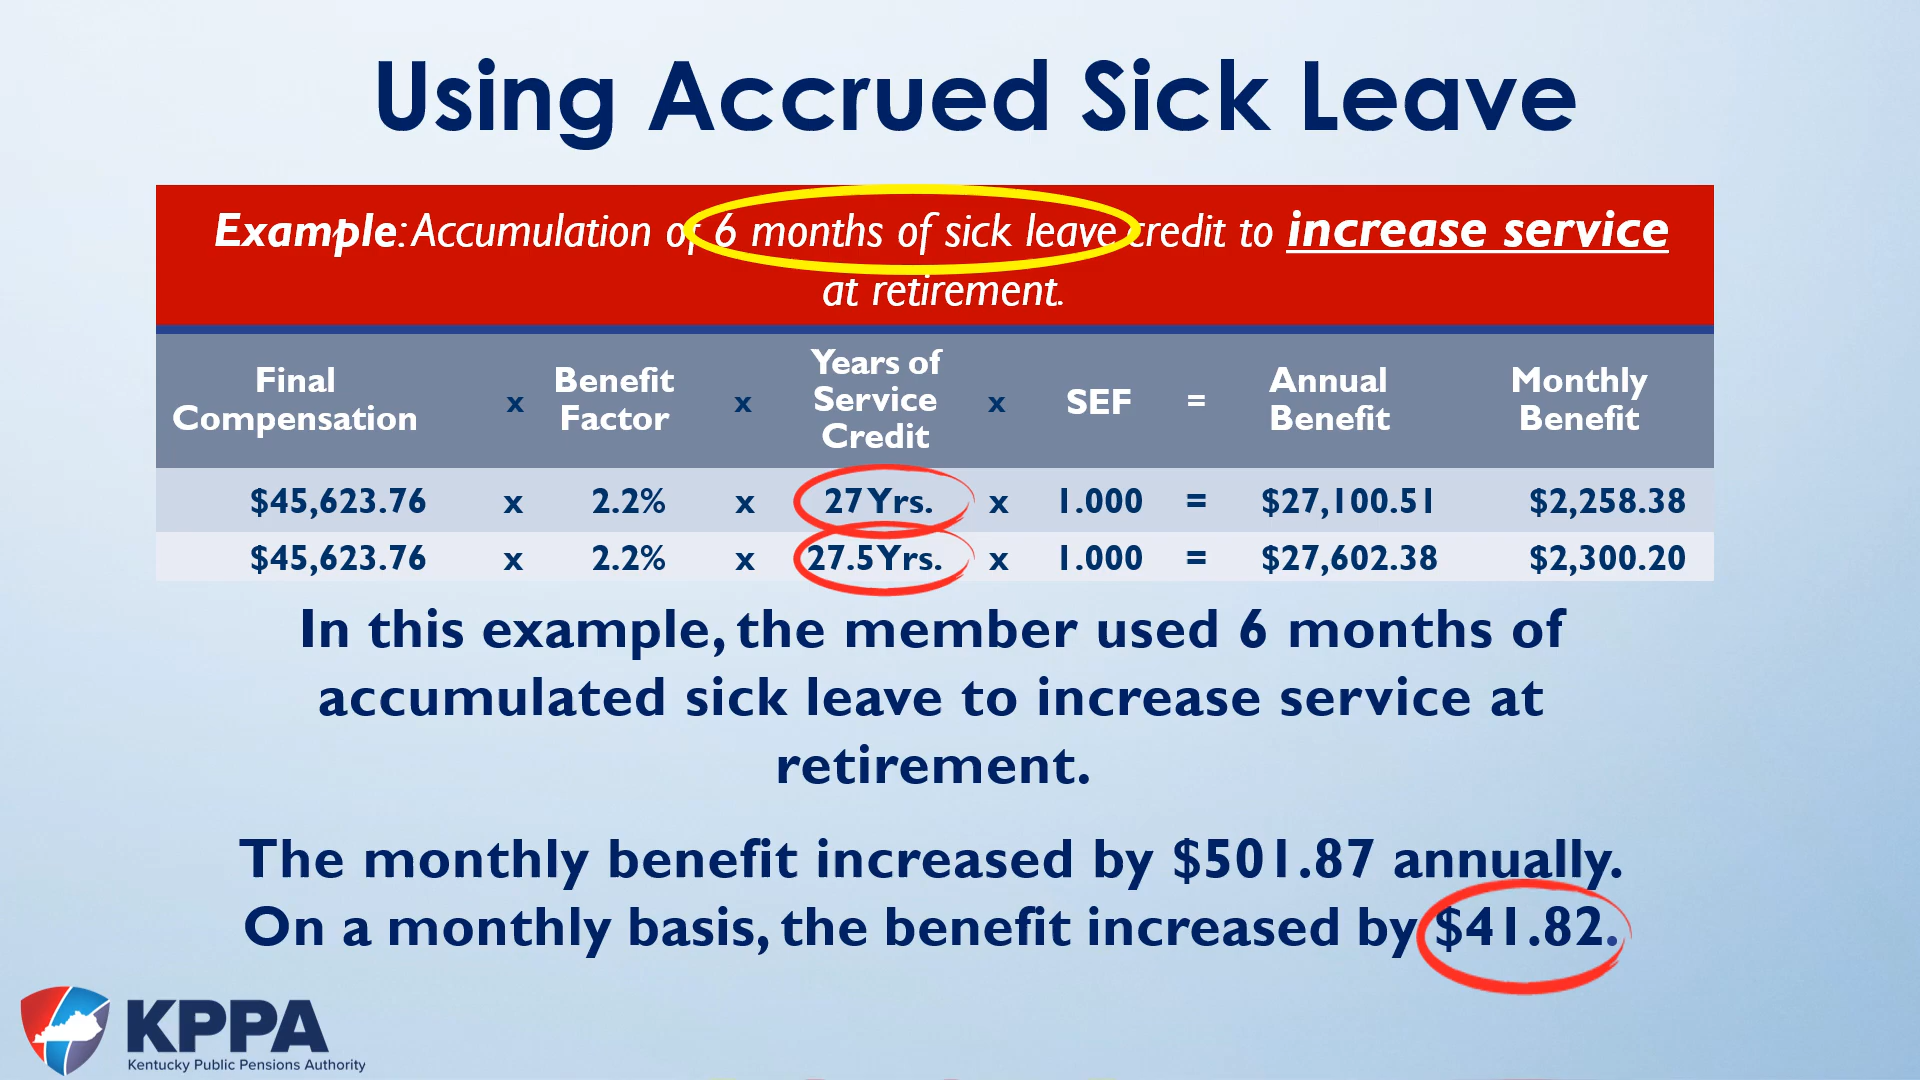 Using Accrued Sick Leave
Example: Accumulation of 6 months of sick leave credit to increase service
at retirement.
Final Compensation x Benefit Factor x Years of Service Credit x SEF = Annual Benefit Monthly Benefit
$45,623.76 x 2.2% x 27 Yrs. x 1.000 = $27,100.51 $2,258.38
$45,623.76 x 2.2% x 27.5 Yrs. x 1.000 = $27,602.38 $2,300.20
In this example, the member used 6 months of
accumulated sick leave to increase service at
retirement.
The monthly benefit increased by $501.87 annually.
On a monthly basis, the benefit increased by $41.82.
KPPA
Kentucky Public Pensions Authority